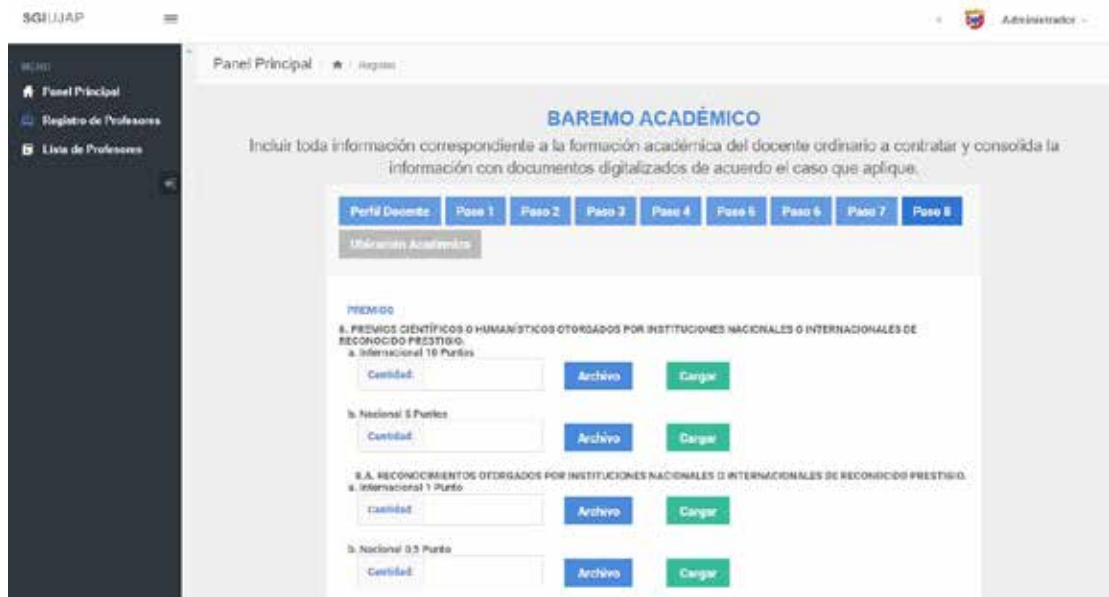 SGIUJAP
Administrador
MENU
Panel Principal
Registro de Profesores
Lista de Profesores
Panel Principal / Registro
BAREMO ACADÉMICO
Incluir toda información correspondiente a la formación académica del docente ordinario a contratar y consolida la
información con documentos digitalizados de acuerdo el caso que aplique.
Perfil Docente Paso 1 Paso 2 Paso 3 Paso 4 Paso 5 Paso 6 Paso 7 Paso 8
Ubicación Académica
PREMIOS
8. PREMIOS CIENTÍFICOS O HUMANÍSTICOS OTORGADOS POR INSTITUCIONES NACIONALES O INTERNACIONALES DE
RECONOCIDO PRESTIGIO.
a. Internacional 10 Puntos
Cantidad: Archivo Cargar
b. Nacional 5 Puntos
Cantidad: Archivo Cargar
8.A. RECONOCIMIENTOS OTORGADOS POR INSTITUCIONES NACIONALES O INTERNACIONALES DE RECONOCIDO PRESTIGIO.
a. Internacional 1 Punto
Cantidad: Archivo Cargar
b. Nacional 0.5 Punto
Cantidad: Archivo Cargar